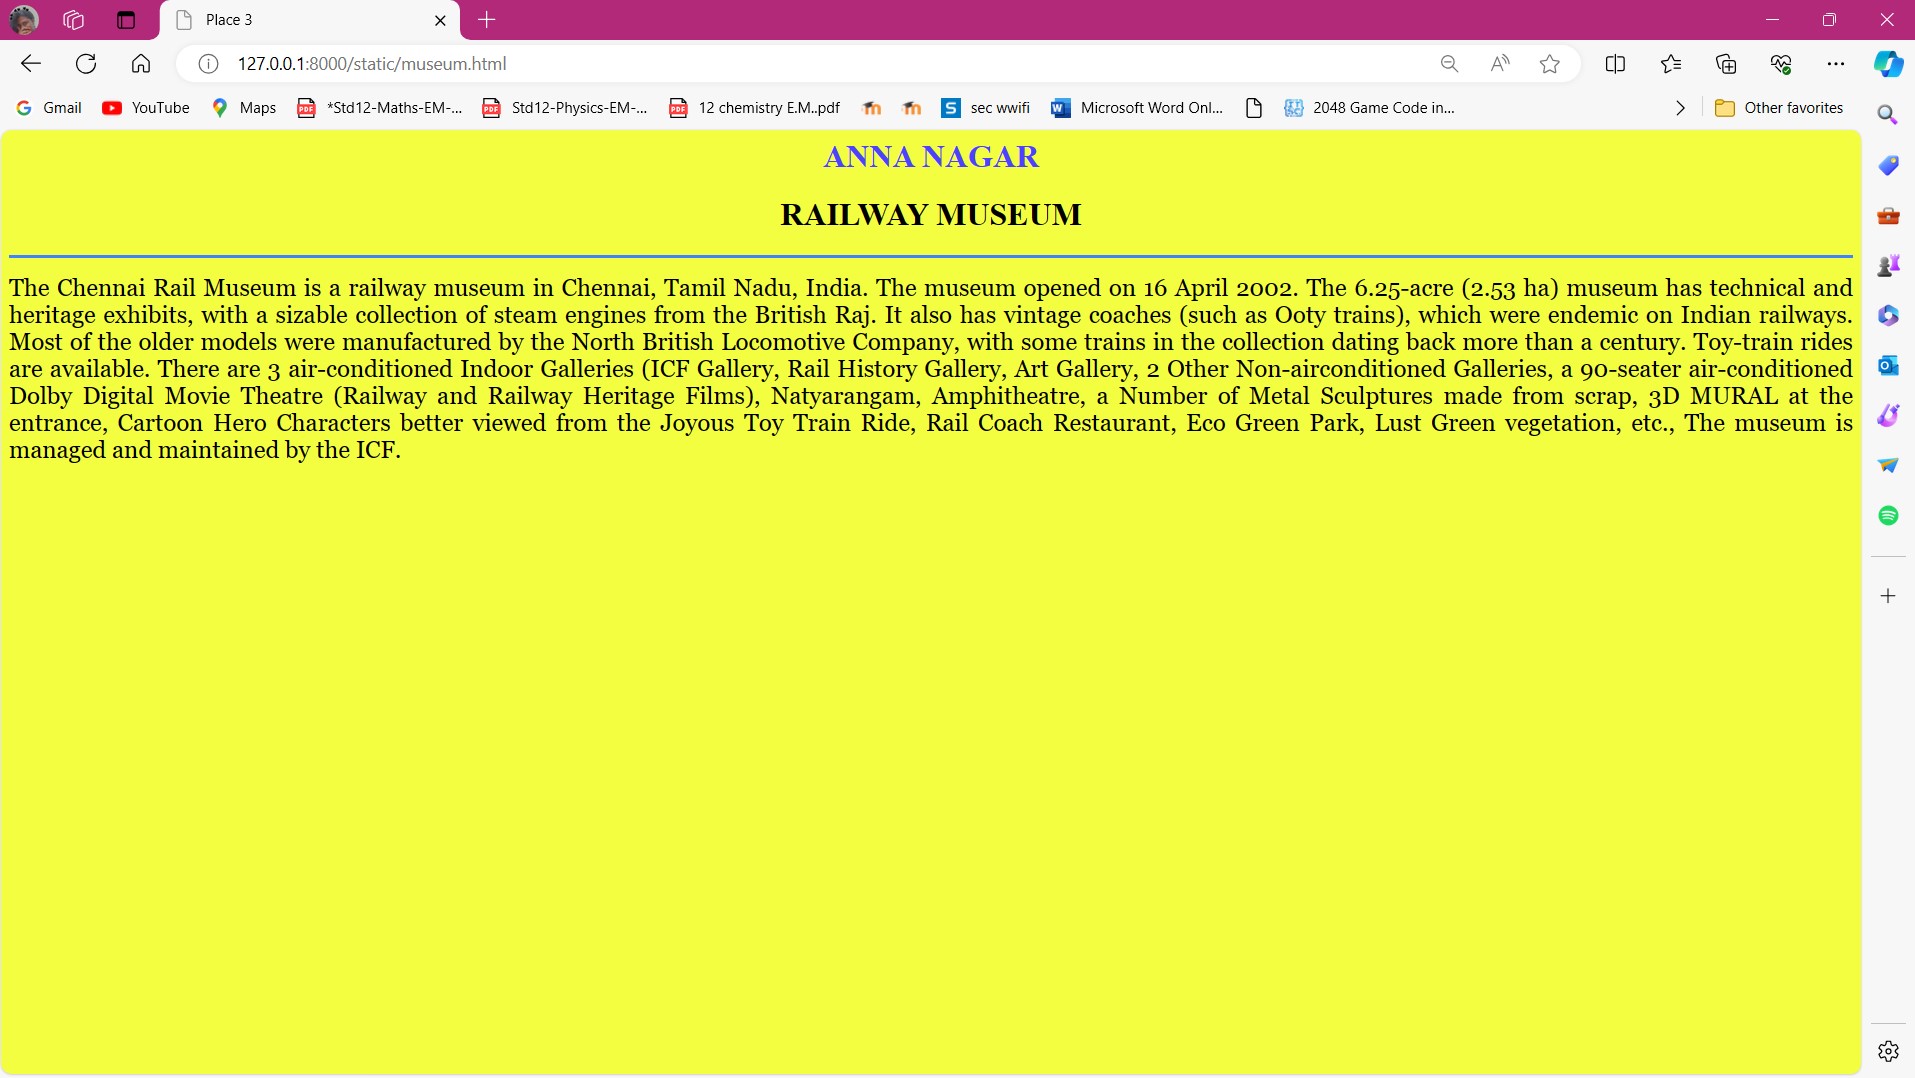 Place 3
127.0.0.1:8000/static/museum.html
Gmail YouTube Maps *Std12-Maths-EM-... Std12-Physics-EM-... 12 chemistry E.M..pdf sec wwifi Microsoft Word Onl... 2048 Game Code in... Other favorites
ANNA NAGAR
RAILWAY MUSEUM
The Chennai Rail Museum is a railway museum in Chennai, Tamil Nadu, India. The museum opened on 16 April 2002. The 6.25-acre (2.53 ha) museum has technical and
heritage exhibits, with a sizable collection of steam engines from the British Raj. It also has vintage coaches (such as Ooty trains), which were endemic on Indian railways.
Most of the older models were manufactured by the North British Locomotive Company, with some trains in the collection dating back more than a century. Toy-train rides
are available. There are 3 air-conditioned Indoor Galleries (ICF Gallery, Rail History Gallery, Art Gallery, 2 Other Non-airconditioned Galleries, a 90-seater air-conditioned
Dolby Digital Movie Theatre (Railway and Railway Heritage Films), Natyarangam, Amphitheatre, a Number of Metal Sculptures made from scrap, 3D MURAL at the
entrance, Cartoon Hero Characters better viewed from the Joyous Toy Train Ride, Rail Coach Restaurant, Eco Green Park, Lust Green vegetation, etc., The museum is
managed and maintained by the ICF.